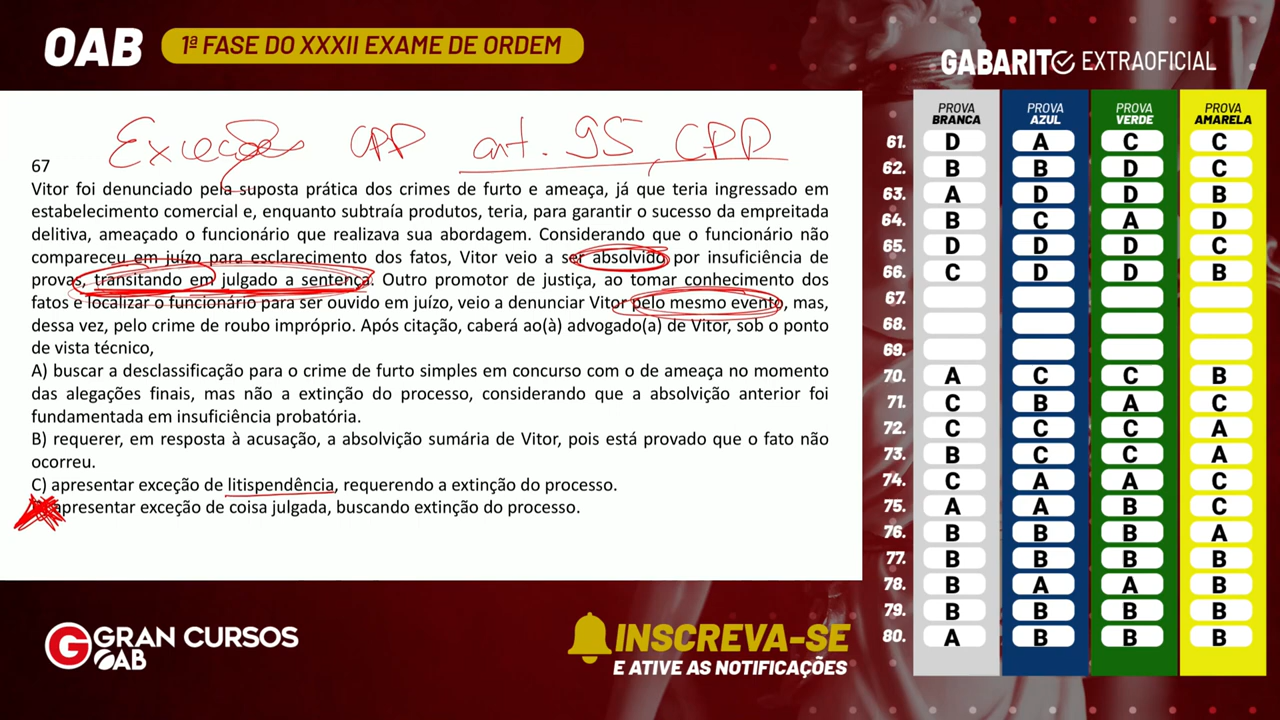 OAB
1ª FASE DO XXXII EXAME DE ORDEM
GABARITO EXTRAOFICIAL
Exceção CPP art. 95, CPP
67
Vitor foi denunciado pela suposta prática dos crimes de furto e ameaça, já que teria ingressado em
estabelecimento comercial e, enquanto subtraía produtos, teria, para garantir o sucesso da empreitada
delitiva, ameaçado o funcionário que realizava sua abordagem. Considerando que o funcionário não
compareceu em juízo para esclarecimento dos fatos, Vitor veio a ser absolvido por insuficiência de
provas, transitando em julgado a sentença. Outro promotor de justiça, ao tomar conhecimento dos
fatos e focalizar o funcionário para ser ouvido em juízo, veio a denunciar Vitor pelo mesmo evento, mas,
dessa vez, pelo crime de roubo impróprio. Após citação, caberá ao(à) advogado(a) de Vitor, sob o ponto
de vista técnico,
A) buscar a desclassificação para o crime de furto simples em concurso com o de ameaça no momento
das alegações finais, mas não a extinção do processo, considerando que a absolvição anterior foi
fundamentada em insuficiência probatória.
B) requerer, em resposta à acusação, a absolvição sumária de Vitor, pois está provado que o fato não
ocorreu.
C) apresentar exceção de litispendência, requerendo a extinção do processo.
apresentar exceção de coisa julgada, buscando extinção do processo.
PROVA BRANCA PROVA AZUL PROVA VERDE PROVA AMARELA
61. D A C C
62. B B D C
63. A D D B
64. B C A D
65. D D D C
66. C D D B
67.
68.
69.
70. A C C B
71. C B A C
72. C C C A
73. B C C A
74. C A A C
75. A A B C
76. B B B A
77. B B B B
78. B A A B
79. B B B B
80. A B B B
GRAN CURSOS
OAB
INSCREVA-SE
E ATIVE AS NOTIFICAÇÕES